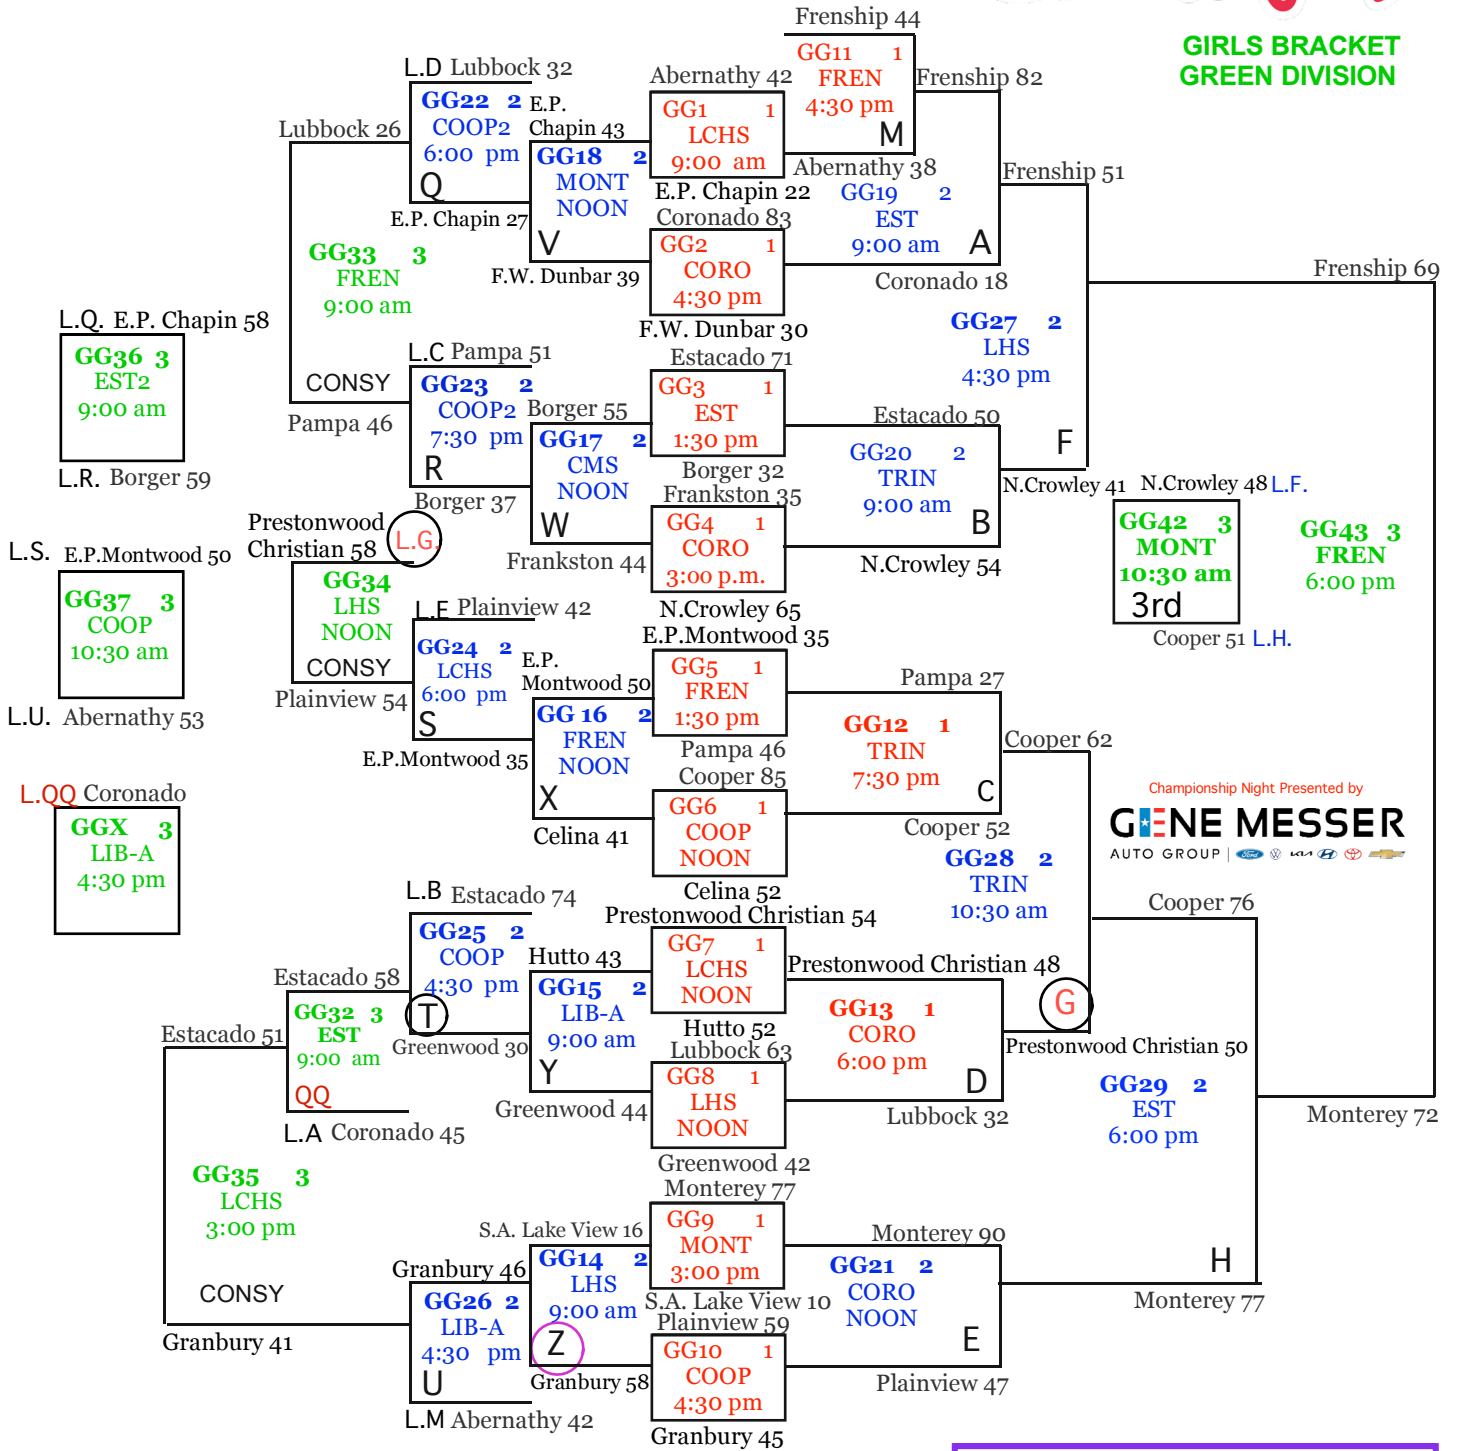 GIRLS BRACKET
GREEN DIVISION
Frenship 44
GG11 1
FREN
4:30 pm
M
Abernathy 38
Frenship 82
L.D Lubbock 32
GG22 2
COOP2
6:00 pm
Q
E.P. Chapin 27
Lubbock 26
E.P.
Chapin 43
GG18 2
MONT
NOON
V
F.W. Dunbar 39
Abernathy 42
GG1 1
LCHS
9:00 am
E.P. Chapin 22
Coronado 83
GG2 1
CORO
4:30 pm
F.W. Dunbar 30
GG19 2
EST
9:00 am
A
Coronado 18
Frenship 51
GG33 3
FREN
9:00 am
CONSY
Pampa 46
L.Q. E.P. Chapin 58
GG36 3
EST2
9:00 am
L.R. Borger 59
L.C Pampa 51
GG23 2
COOP2
7:30 pm
R
Borger 37
Borger 55
GG17 2
CMS
NOON
W
Frankston 44
Estacado 71
GG3 1
EST
1:30 pm
Borger 32
Frankston 35
GG4 1
CORO
3:00 p.m.
N.Crowley 65
Estacado 50
GG20 2
TRIN
9:00 am
B
N.Crowley 54
GG27 2
LHS
4:30 pm
F
N.Crowley 41
Frenship 69
N.Crowley 48 L.F.
GG42 3
MONT
10:30 am
3rd
Cooper 51 L.H.
GG43 3
FREN
6:00 pm
L.S. E.P.Montwood 50
GG37 3
COOP
10:30 am
L.U. Abernathy 53
Prestonwood
Christian 58
L.G.
GG34
LHS
NOON
CONSY
Plainview 54
L.E Plainview 42
GG24 2
LCHS
6:00 pm
S
E.P.Montwood 35
E.P.
Montwood 50
GG 16 2
FREN
NOON
X
Celina 41
E.P.Montwood 35
GG5 1
FREN
1:30 pm
Pampa 46
Cooper 85
GG6 1
COOP
NOON
Celina 52
Pampa 27
GG12 1
TRIN
7:30 pm
C
Cooper 52
Cooper 62
GG28 2
TRIN
10:30 am
G
Prestonwood Christian 50
Championship Night Presented by
GENE MESSER
AUTO GROUP | Ford KIA
Cooper 76
L.QQ Coronado
GGX 3
LIB-A
4:30 pm
L.B Estacado 74
GG25 2
COOP
4:30 pm
T
Greenwood 30
Hutto 43
GG15 2
LIB-A
9:00 am
Y
Greenwood 44
Prestonwood Christian 54
GG7 1
LCHS
NOON
Hutto 52
Lubbock 63
GG8 1
LHS
NOON
Greenwood 42
Prestonwood Christian 48
GG13 1
CORO
6:00 pm
D
Lubbock 32
Estacado 58
GG32 3
EST
9:00 am
QQ
L.A Coronado 45
Estacado 51
GG35 3
LCHS
3:00 pm
CONSY
Granbury 41
GG29 2
EST
6:00 pm
H
Monterey 77
Monterey 72
Granbury 46
GG26 2
LIB-A
4:30 pm
U
L.M Abernathy 42
S.A. Lake View 16
GG14 2
LHS
9:00 am
Z
Granbury 58
Monterey 77
GG9 1
MONT
3:00 pm
S.A. Lake View 10
Plainview 59
GG10 1
COOP
4:30 pm
Granbury 45
Monterey 90
GG21 2
CORO
NOON
E
Plainview 47